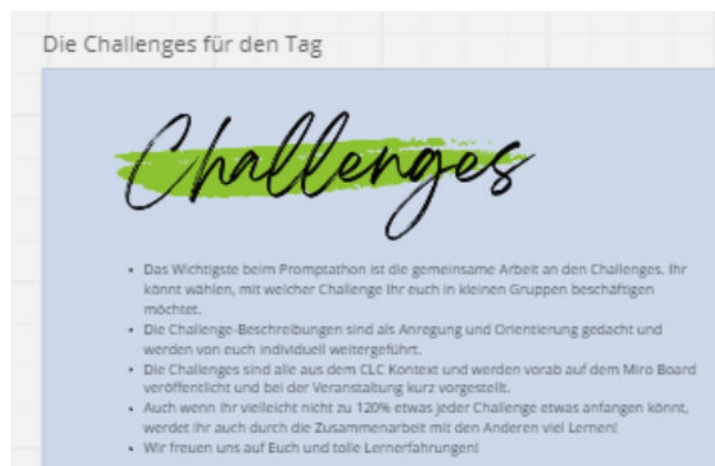 Die Challenges für den Tag
Challenges
• Das Wichtigste beim Promptathon ist die gemeinsame Arbeit an den Challenges. Ihr
könnt wählen, mit welcher Challenge Ihr euch in kleinen Gruppen beschäftigen
möchtet.
• Die Challenge-Beschreibungen sind als Anregung und Orientierung gedacht und
werden von euch individuell weitergeführt.
• Die Challenges sind alle aus dem CLC Kontext und werden vorab auf dem Miro Board
veröffentlicht und bei der Veranstaltung kurz vorgestellt.
• Auch wenn ihr vielleicht nicht zu 120% etwas jeder Challenge etwas anfangen könnt,
werdet ihr auch durch die Zusammenarbeit mit den Anderen viel Lernen!
• Wir freuen uns auf Euch und tolle Lernerfahrungen!